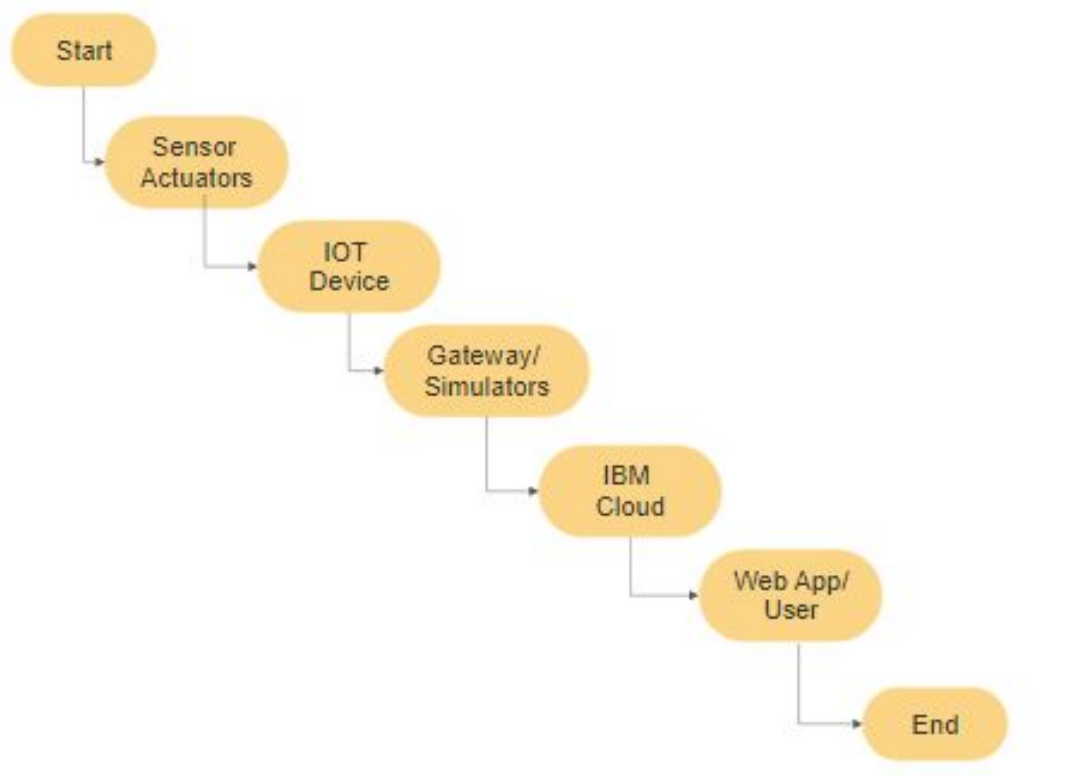 Start
Sensor
Actuators
IOT
Device
Gateway/
Simulators
IBM
Cloud
Web App/
User
End